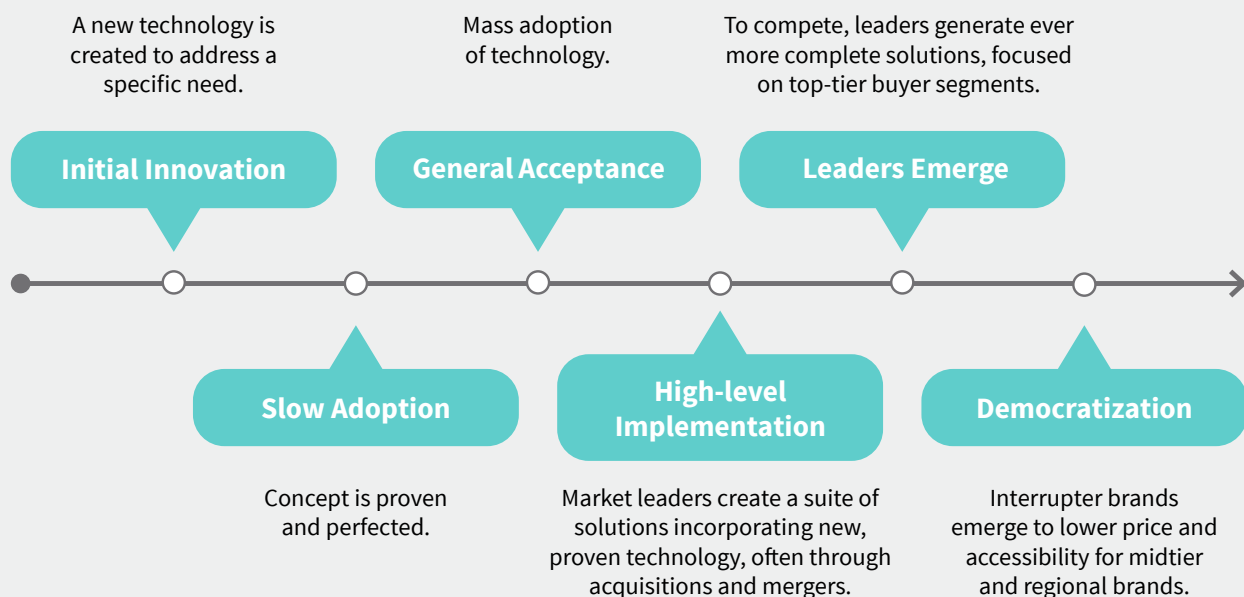 A new technology is
created to address a
specific need.
Initial Innovation
Slow Adoption
Concept is proven
and perfected.
Mass adoption
of technology.
General Acceptance
High-level
Implementation
Market leaders create a suite of
solutions incorporating new,
proven technology, often through
acquisitions and mergers.
To compete, leaders generate ever
more complete solutions, focused
on top-tier buyer segments.
Leaders Emerge
Democratization
Interrupter brands
emerge to lower price and
accessibility for midtier
and regional brands.